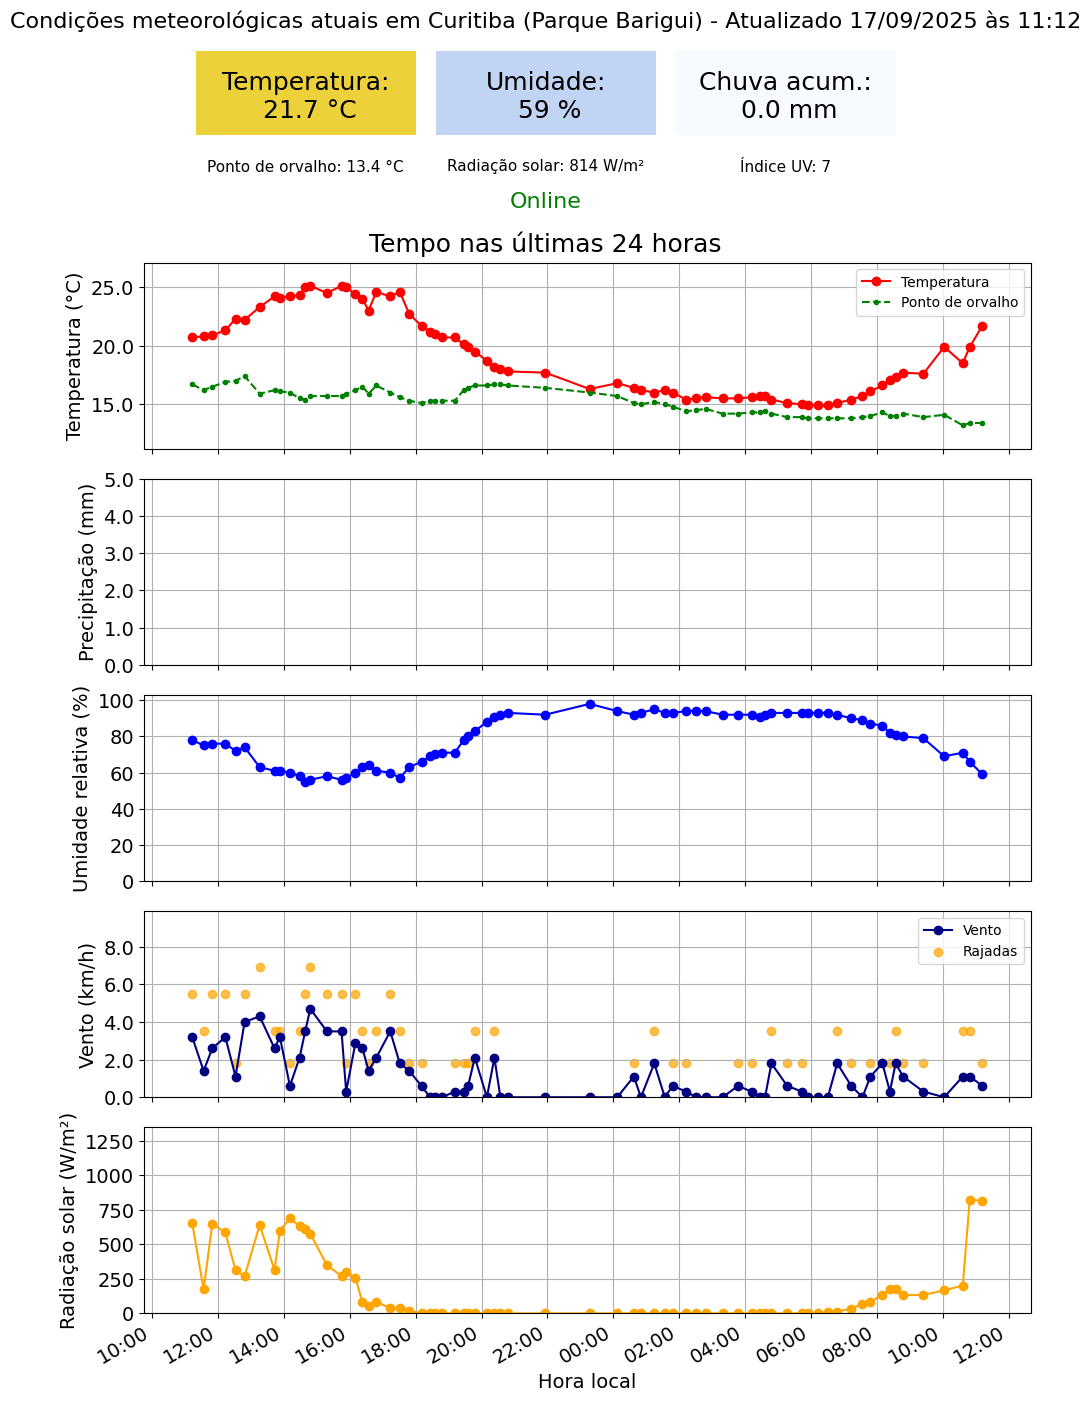 Condições meteorológicas atuais em Curitiba (Parque Barigui) - Atualizado 17/09/2025 às 11:12
Temperatura:
21.7 °C
Umidade:
59 %
Chuva acum.:
0.0 mm
Ponto de orvalho: 13.4 °C
Radiação solar: 814 W/m²
Índice UV: 7
Online
Tempo nas últimas 24 horas
Temperatura (°C)
25.0
20.0
15.0
Temperatura
Ponto de orvalho
Precipitação (mm)
5.0
4.0
3.0
2.0
1.0
0.0
Umidade relativa (%)
100
80
60
40
20
0
Vento (km/h)
8.0
6.0
4.0
2.0
0.0
Vento
Rajadas
Radiação solar (W/m²)
1250
1000
750
500
250
0
10:00
12:00
14:00
16:00
18:00
20:00
22:00
00:00
02:00
04:00
06:00
08:00
10:00
12:00
Hora local